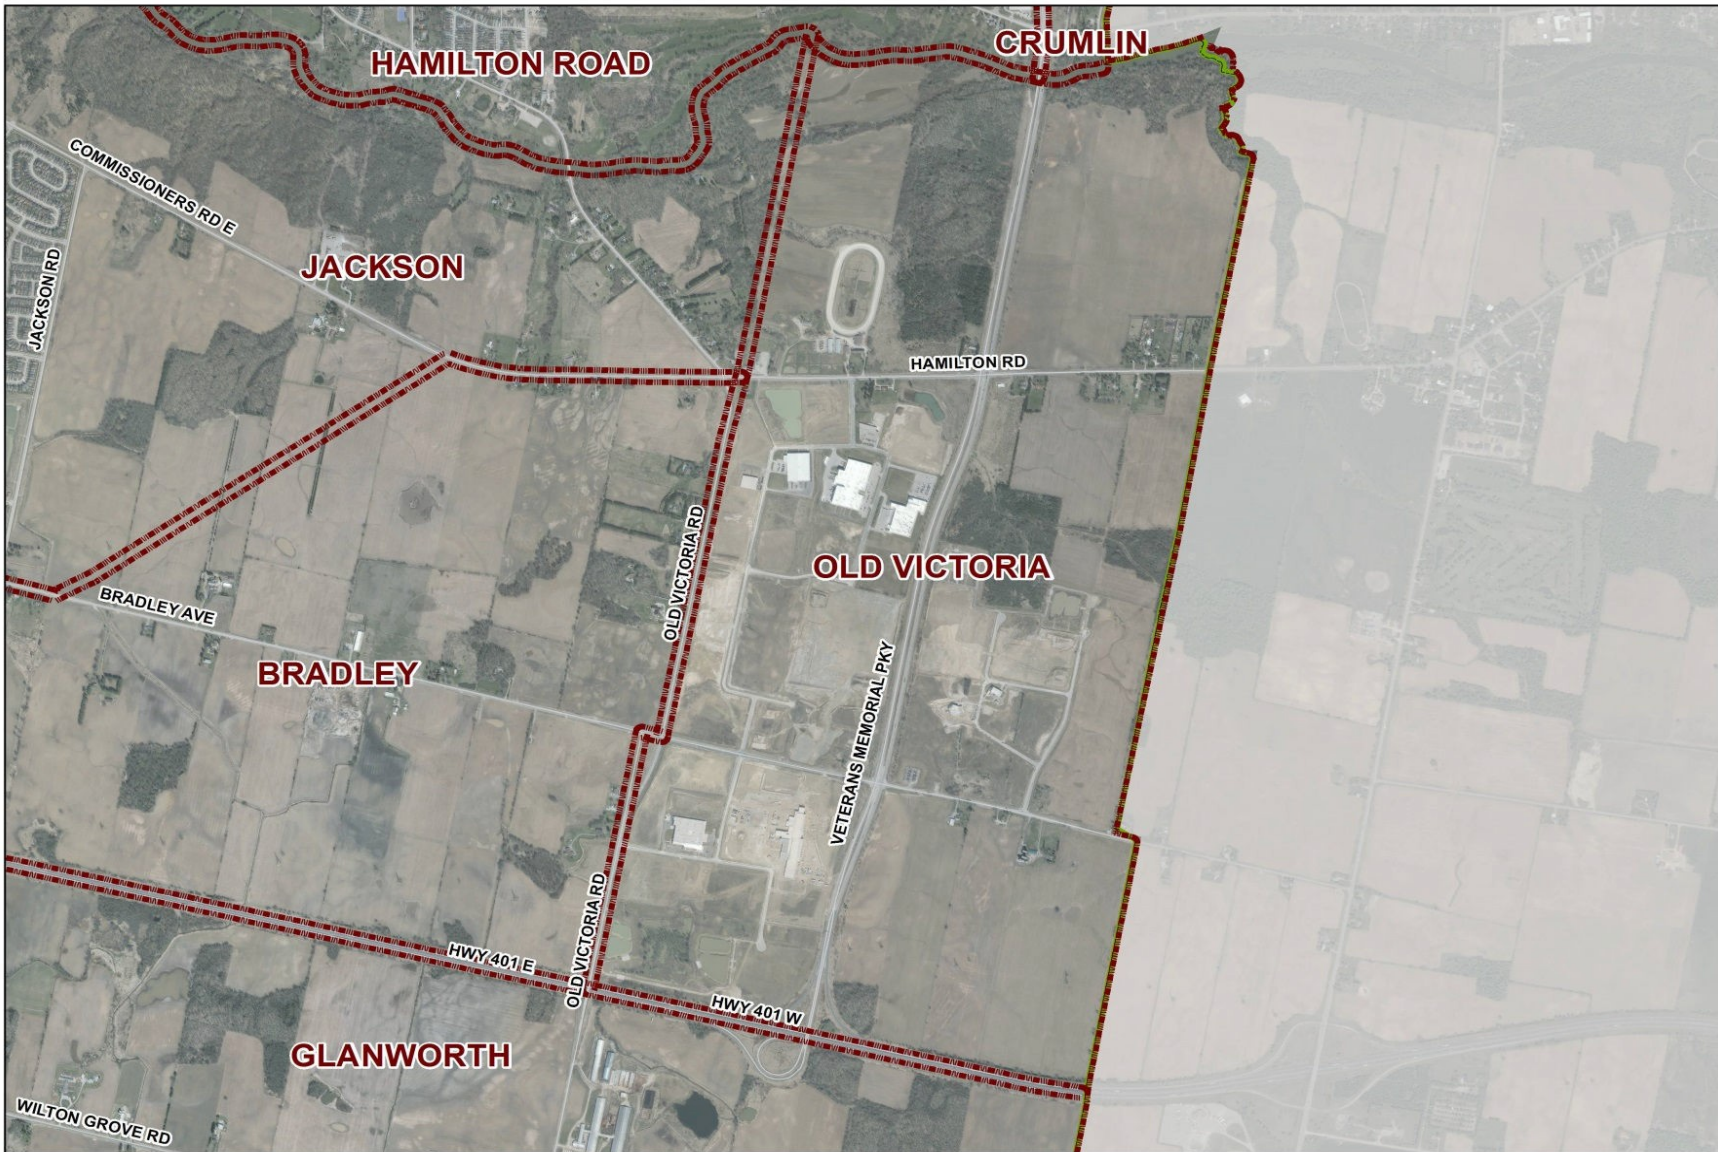 CRUMLIN
HAMILTON ROAD
COMMISSIONERS RD E
JACKSON
JACKSON RD
HAMILTON RD
OLD VICTORIA RD
OLD VICTORIA
BRADLEY AVE
BRADLEY
VETERANS MEMORIAL PKY
OLD VICTORIA RD
HWY 401 E
HWY 401 W
GLANWORTH
WILTON GROVE RD